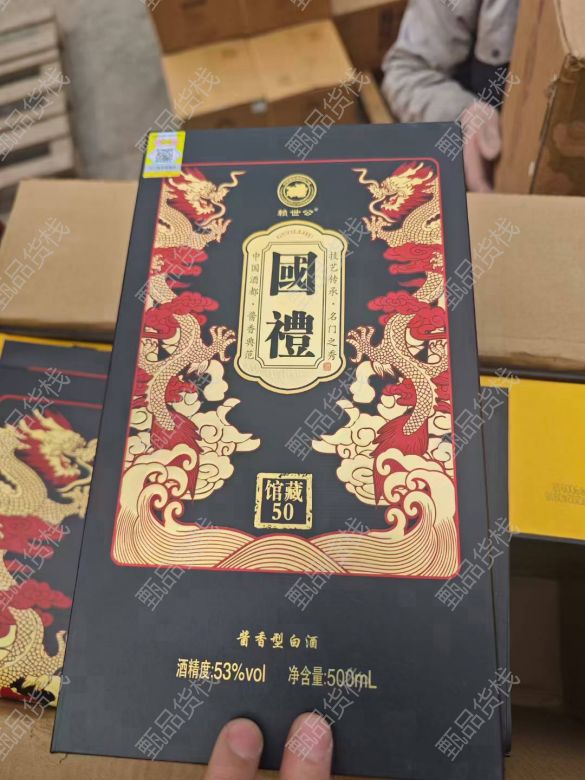 赖世公®
GUOLIJIU
國禮
中国酒都·酱香典范
技艺传承·名门之秀
馆藏
50
酱香型白酒
酒精度:53%vol 净含量:500mL
甄品货栈